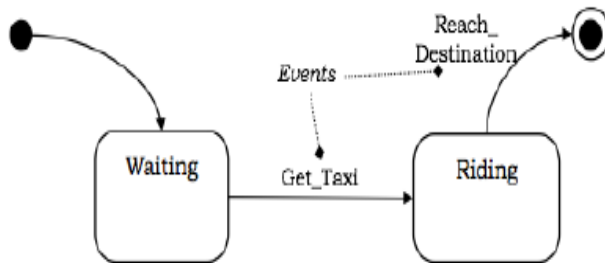 Reach_
Destination
Events
Waiting
Get_Taxi
Riding